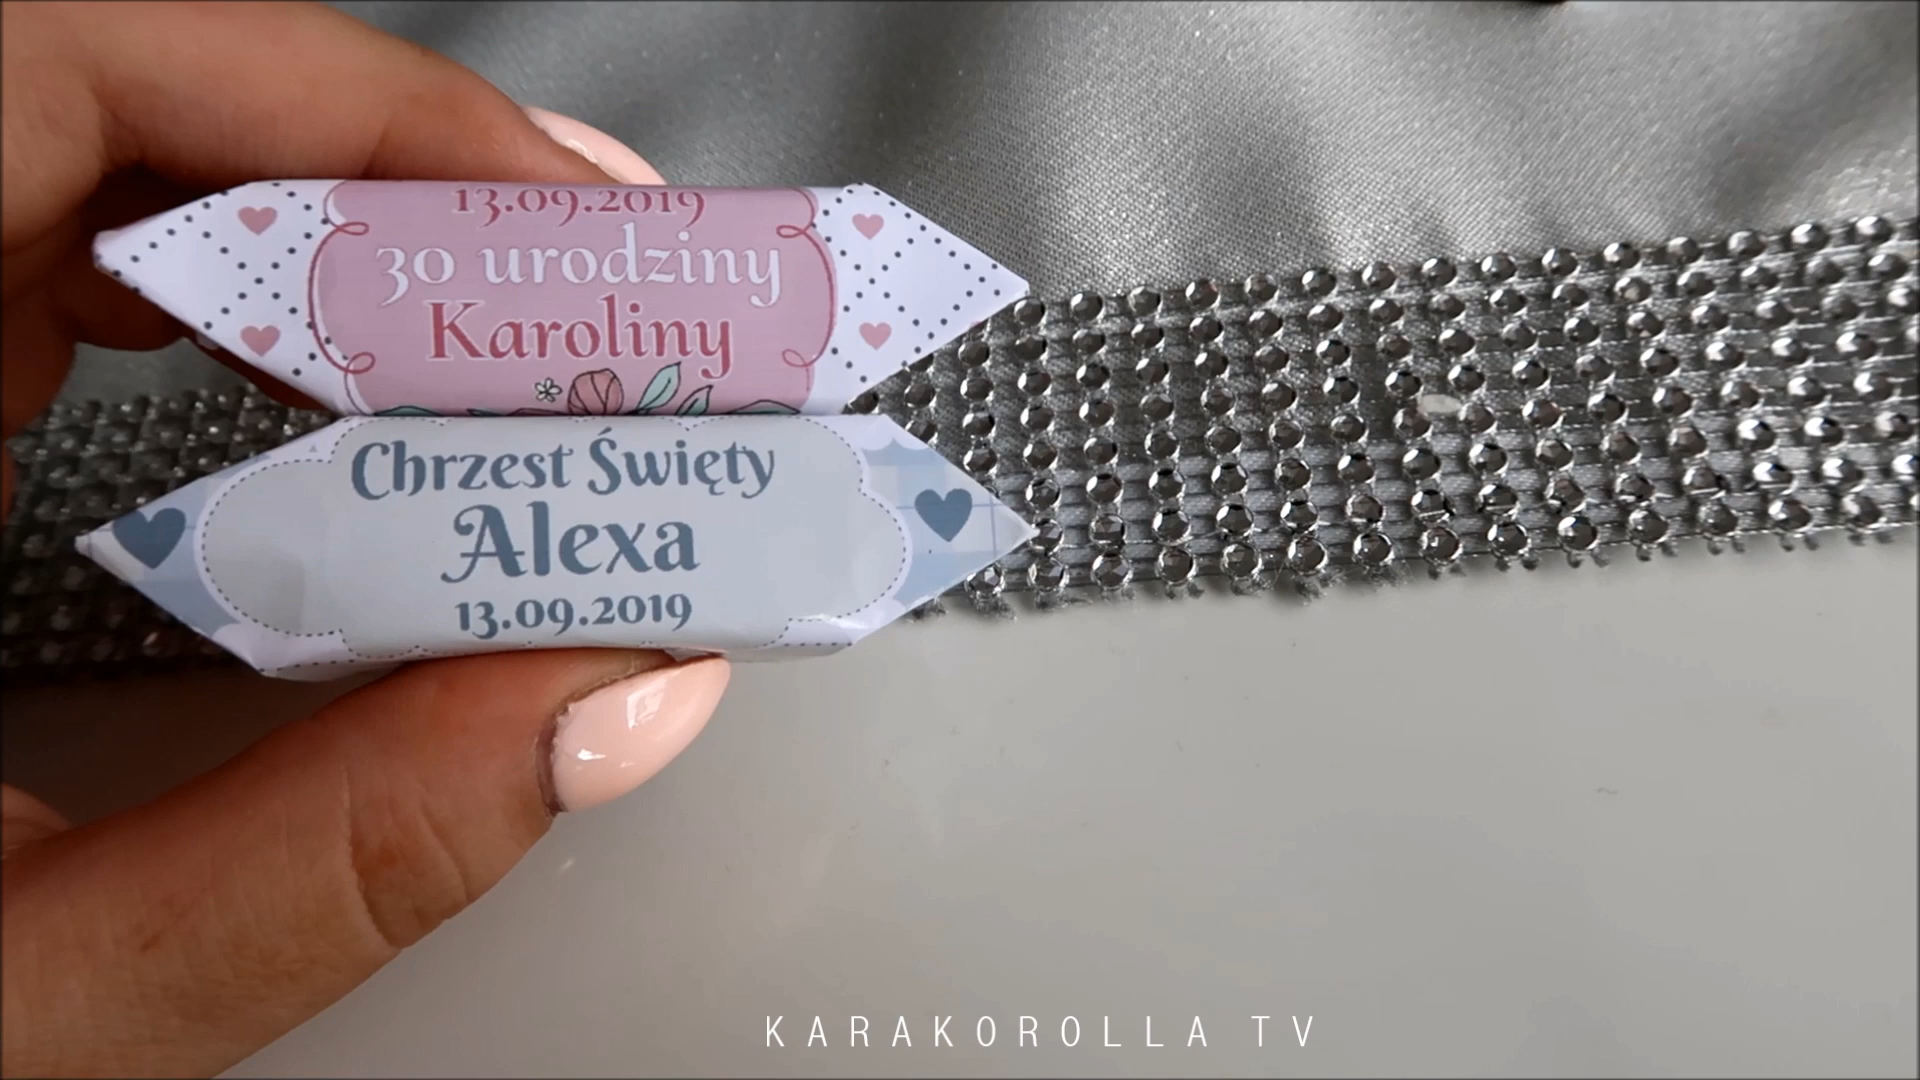 13.09.2019
30 urodziny
Karoliny
Chrzest Święty
Alexa
13.09.2019
KARAKOROLLA TV